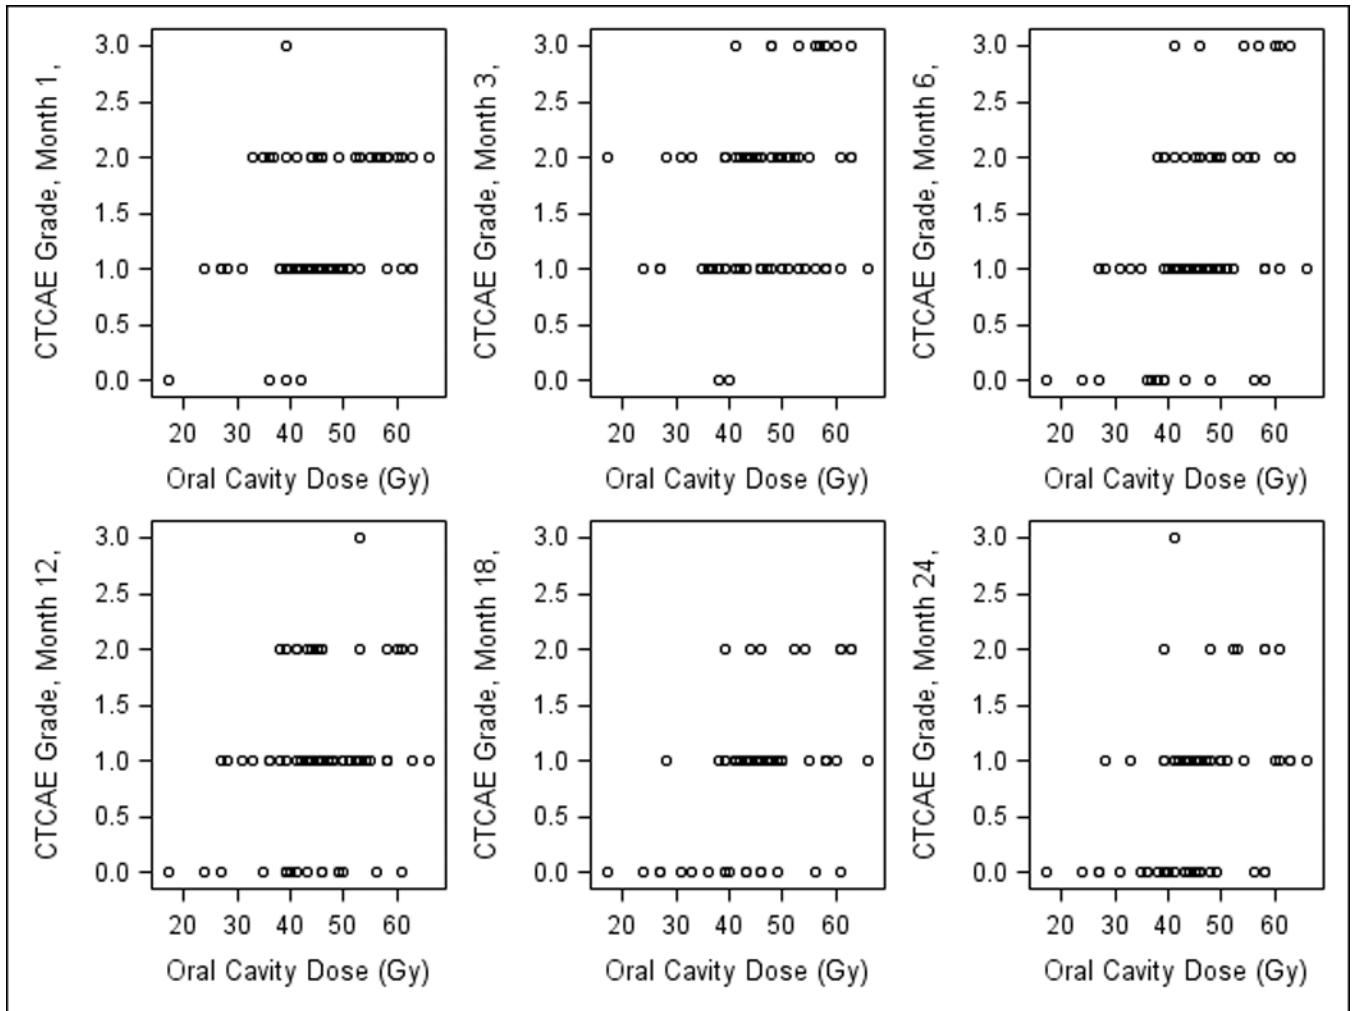 CTCAE Grade, Month 1,
3.0
2.5
2.0
1.5
1.0
0.5
0.0
20 30 40 50 60
Oral Cavity Dose (Gy)
CTCAE Grade, Month 3,
3.0
2.5
2.0
1.5
1.0
0.5
0.0
20 30 40 50 60
Oral Cavity Dose (Gy)
CTCAE Grade, Month 6,
3.0
2.5
2.0
1.5
1.0
0.5
0.0
20 30 40 50 60
Oral Cavity Dose (Gy)
CTCAE Grade, Month 12,
3.0
2.5
2.0
1.5
1.0
0.5
0.0
20 30 40 50 60
Oral Cavity Dose (Gy)
CTCAE Grade, Month 18,
3.0
2.5
2.0
1.5
1.0
0.5
0.0
20 30 40 50 60
Oral Cavity Dose (Gy)
CTCAE Grade, Month 24,
3.0
2.5
2.0
1.5
1.0
0.5
0.0
20 30 40 50 60
Oral Cavity Dose (Gy)